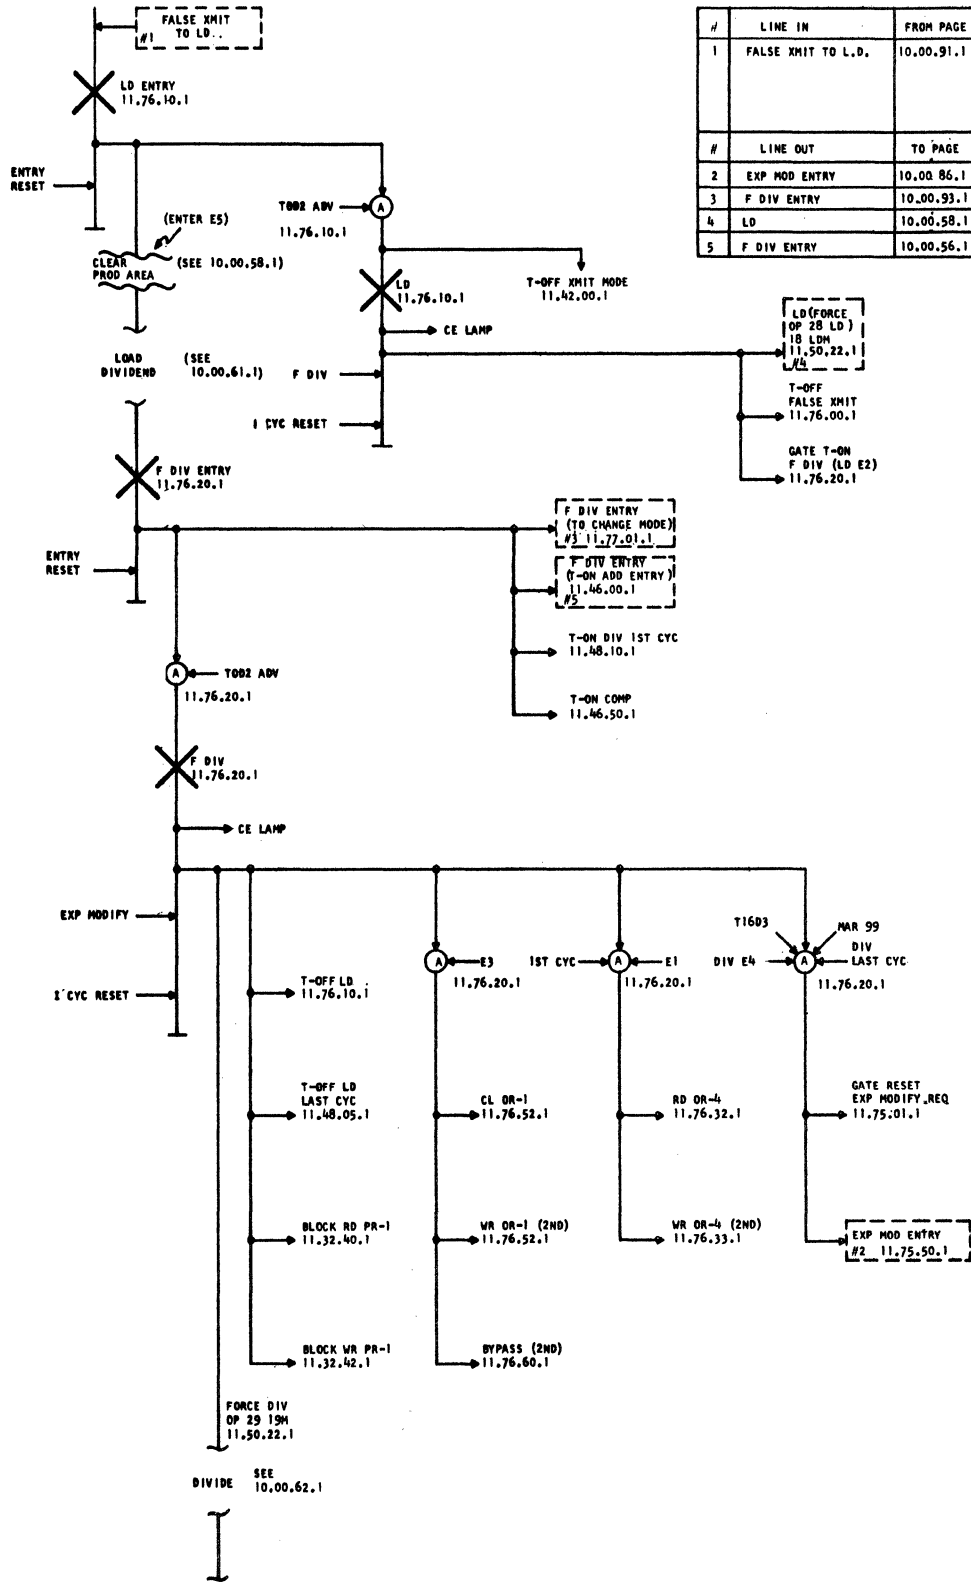 FALSE XMIT
TO LD..
#1
# LINE IN FROM PAGE
1 FALSE XMIT TO L.D. 10.00.91.1
# LINE OUT TO PAGE
2 EXP MOD ENTRY 10.00 86.1
3 F DIV ENTRY 10.00.93.1
4 LD 10.00.58.1
5 F DIV ENTRY 10.00.56.1
LD ENTRY
11.76.10.1
ENTRY
RESET
(ENTER E5)
CLEAR
PROD AREA
(SEE 10.00.58.1)
TOD2 ADV
A
11.76.10.1
T-OFF XMIT MODE
11.42.00.1
LD
11.76.10.1
CE LAMP
LD(FORCE
OP 28 LD)
18 LDM
11.50.22.1
#4
LOAD
DIVIDEND
(SEE
10.00.61.1)
F DIV
I CYC RESET
T-OFF
FALSE XMIT
11.76.00.1
GATE T-ON
F DIV (LD E2)
11.76.20.1
F DIV ENTRY
11.76.20.1
ENTRY
RESET
F DIV ENTRY
(TO CHANGE MODE)
#3 11.77.01.1
F DIV ENTRY
(T-ON ADD ENTRY)
11.46.00.1
#5
T-ON DIV 1ST CYC
11.48.10.1
T-ON COMP
11.46.50.1
A
TOD2 ADV
11.76.20.1
F DIV
11.76.20.1
CE LAMP
EXP MODIFY
I CYC RESET
A
E3
11.76.20.1
1ST CYC
A
E1
11.76.20.1
T16D3
MAR 99
DIV E4
A
DIV
LAST CYC
11.76.20.1
T-OFF LD
11.76.10.1
T-OFF LD
LAST CYC
11.48.05.1
CL OR-1
11.76.52.1
RD OR-4
11.76.32.1
GATE RESET
EXP MODIFY REQ
11.75.01.1
BLOCK RD PR-1
11.32.40.1
WR OR-1 (2ND)
11.76.52.1
WR OR-4 (2ND)
11.76.33.1
EXP MOD ENTRY
#2 11.75.50.1
BLOCK WR PR-1
11.32.42.1
BYPASS (2ND)
11.76.60.1
FORCE DIV
OP 29 19M
11.50.22.1
DIVIDE
SEE
10.00.62.1